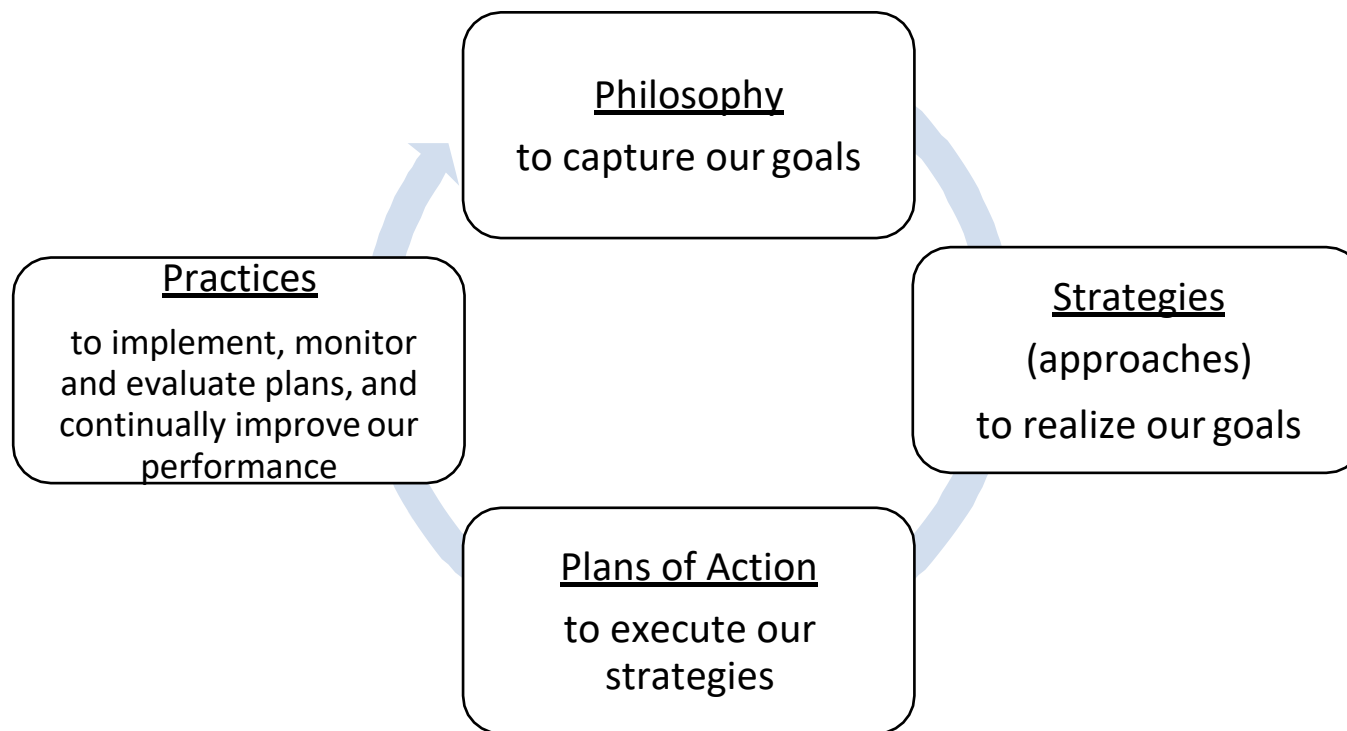 Philosophy
to capture our goals
Strategies
(approaches)
to realize our goals
Plans of Action
to execute our
strategies
Practices
to implement, monitor
and evaluate plans, and
continually improve our
performance